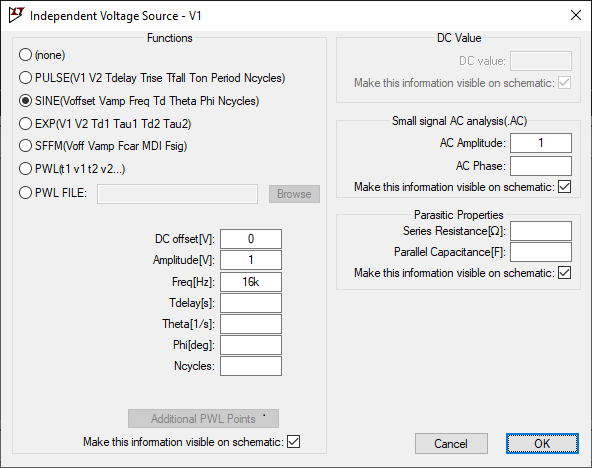 Independent Voltage Source - V1
Functions
(none)
PULSE(V1 V2 Tdelay Trise Tfall Ton Period Ncycles)
SINE(Voffset Vamp Freq Td Theta Phi Ncycles)
EXP(V1 V2 Td1 Tau1 Td2 Tau2)
SFFM(Voff Vamp Fcar MDI Fsig)
PWL(t1 v1 t2 v2...)
PWL FILE:
Browse
DC offset[V]: 0
Amplitude[V]: 1
Freq[Hz]: 16k
Tdelay[s]:
Theta[1/s]:
Phi[deg]:
Ncycles:
Additional PWL Points
Make this information visible on schematic:
DC Value
DC value:
Make this information visible on schematic:
Small signal AC analysis(.AC)
AC Amplitude: 1
AC Phase:
Make this information visible on schematic:
Parasitic Properties
Series Resistance[Ω]:
Parallel Capacitance[F]:
Make this information visible on schematic:
Cancel
OK